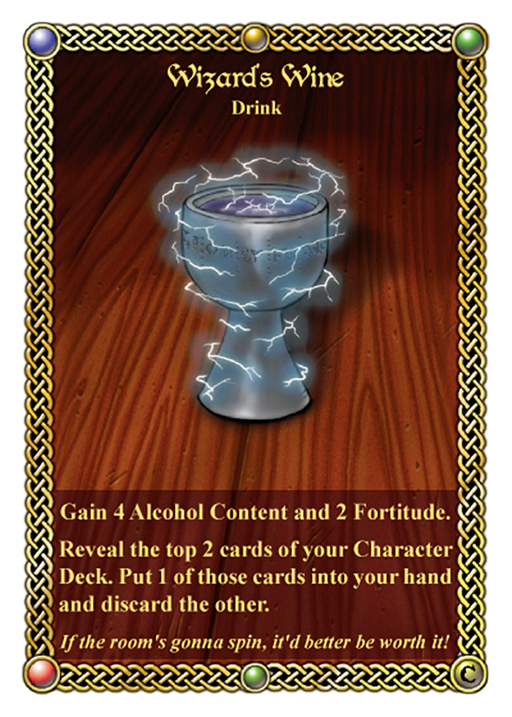 Wizard's Wine
Drink
Gain 4 Alcohol Content and 2 Fortitude.
Reveal the top 2 cards of your Character
Deck. Put 1 of those cards into your hand
and discard the other.
If the room's gonna spin, it'd better be worth it!
C